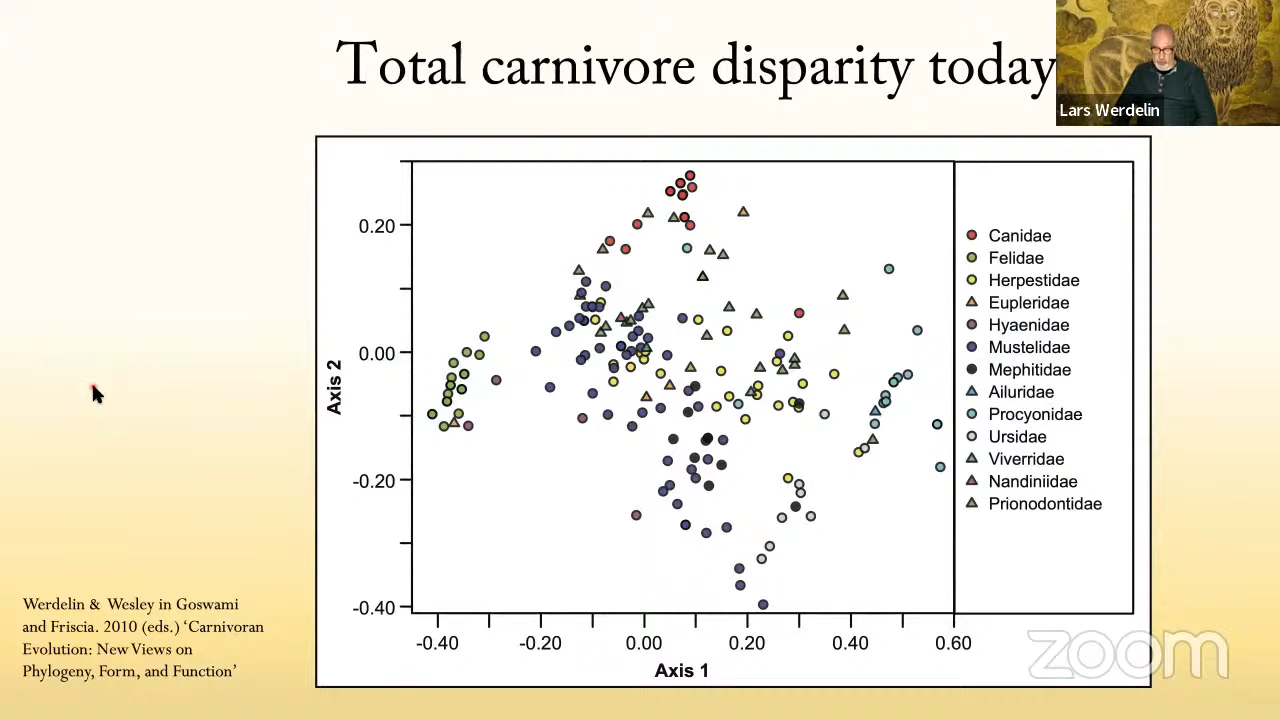 Total carnivore disparity today
Lars Werdelin
0.20
0.00
-0.20
-0.40
Axis 2
-0.40
-0.20
0.00
0.20
0.40
0.60
Axis 1
Canidae
Felidae
Herpestidae
Eupleridae
Hyaenidae
Mustelidae
Mephitidae
Ailuridae
Procyonidae
Ursidae
Viverridae
Nandiniidae
Prionodontidae
Werdelin & Wesley in Goswami
and Friscia. 2010 (eds.) ‘Carnivoran
Evolution: New Views on
Phylogeny, Form, and Function’
zoom